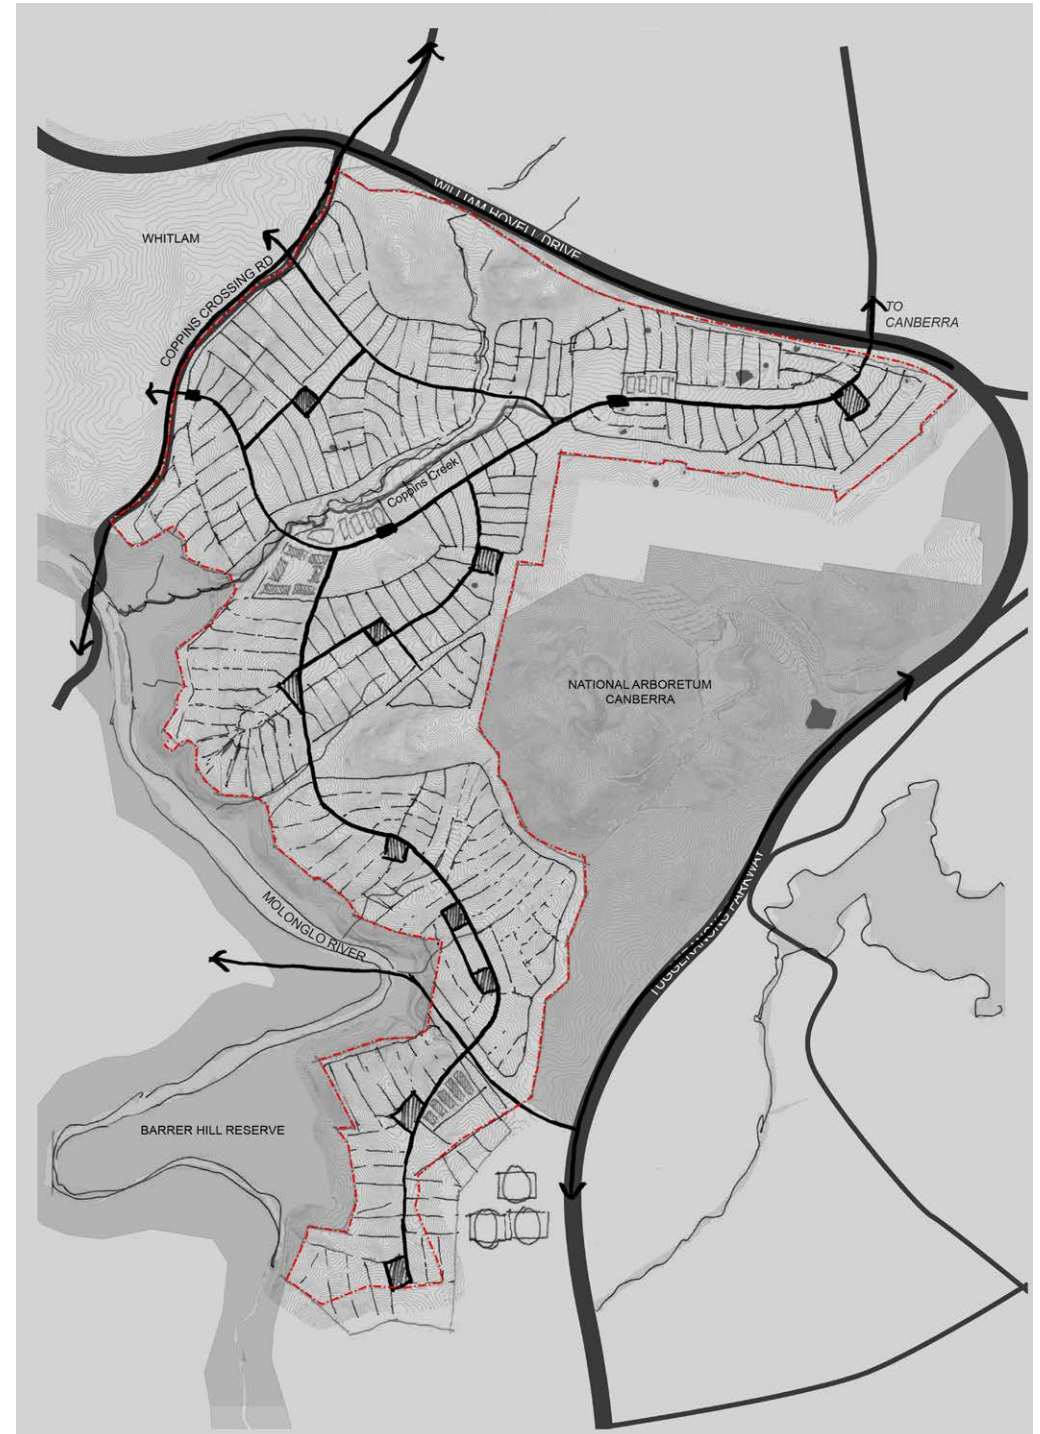 WILLIAM HOVELL DRIVE
WHITLAM
COPPINS CROSSING RD
TO
CANBERRA
Coppins Creek
NATIONAL ARBORETUM
CANBERRA
TUGGERANONG PARKWAY
MOLONGLO RIVER
BARRER HILL RESERVE